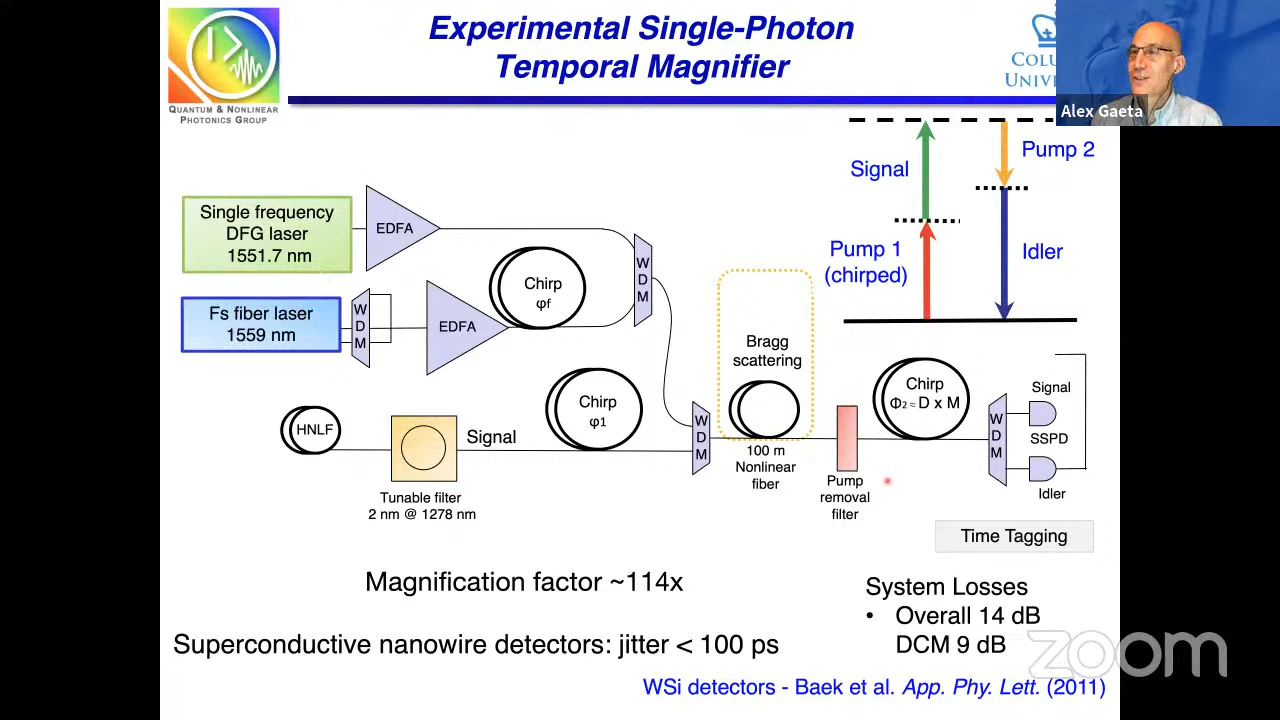 Experimental Single-Photon
Temporal Magnifier
QUANTUM & NONLINEAR
PHOTONICS GROUP
Alex Gaeta
Signal
Pump 2
Pump 1
(chirped)
Idler
Single frequency
DFG laser
1551.7 nm
EDFA
Chirp
φf
WDM
Fs fiber laser
1559 nm
WDM
EDFA
Bragg
scattering
HNLF
Signal
Chirp
φ1
WDM
Tunable filter
2 nm @ 1278 nm
100 m
Nonlinear
fiber
Pump
removal
filter
Chirp
Φ2 ≈ D x M
WDM
Signal
SSPD
Idler
Time Tagging
Magnification factor ~114x
Superconductive nanowire detectors: jitter < 100 ps
System Losses
• Overall 14 dB
DCM 9 dB
zoom
WSi detectors - Baek et al. App. Phy. Lett. (2011)